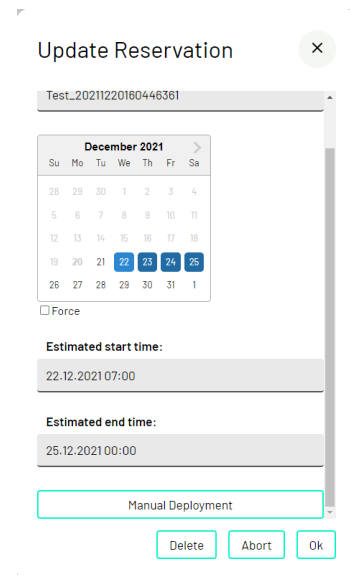 Update Reservation
Test_20211220160446361
December 2021
Su Mo Tu We Th Fr Sa
28 29 30 1 2 3 4
5 6 7 8 9 10 11
12 13 14 15 16 17 18
19 20 21 22 23 24 25
26 27 28 29 30 31 1
Force
Estimated start time:
22.12.2021 07:00
Estimated end time:
25.12.2021 00:00
Manual Deployment
Delete Abort Ok